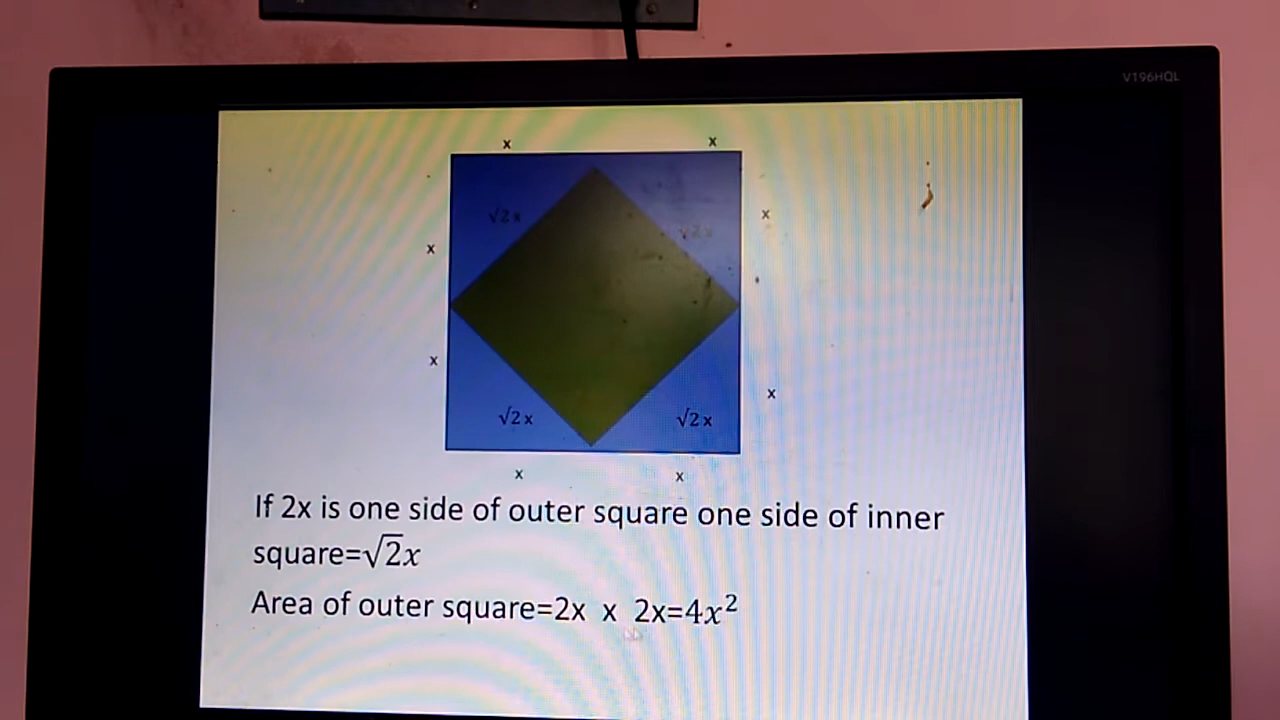 V196HQL
x x
√2x √2x
x
x
x
x
√2x √2x
x x
If 2x is one side of outer square one side of inner
square=√2x
Area of outer square=2x x 2x=4x²